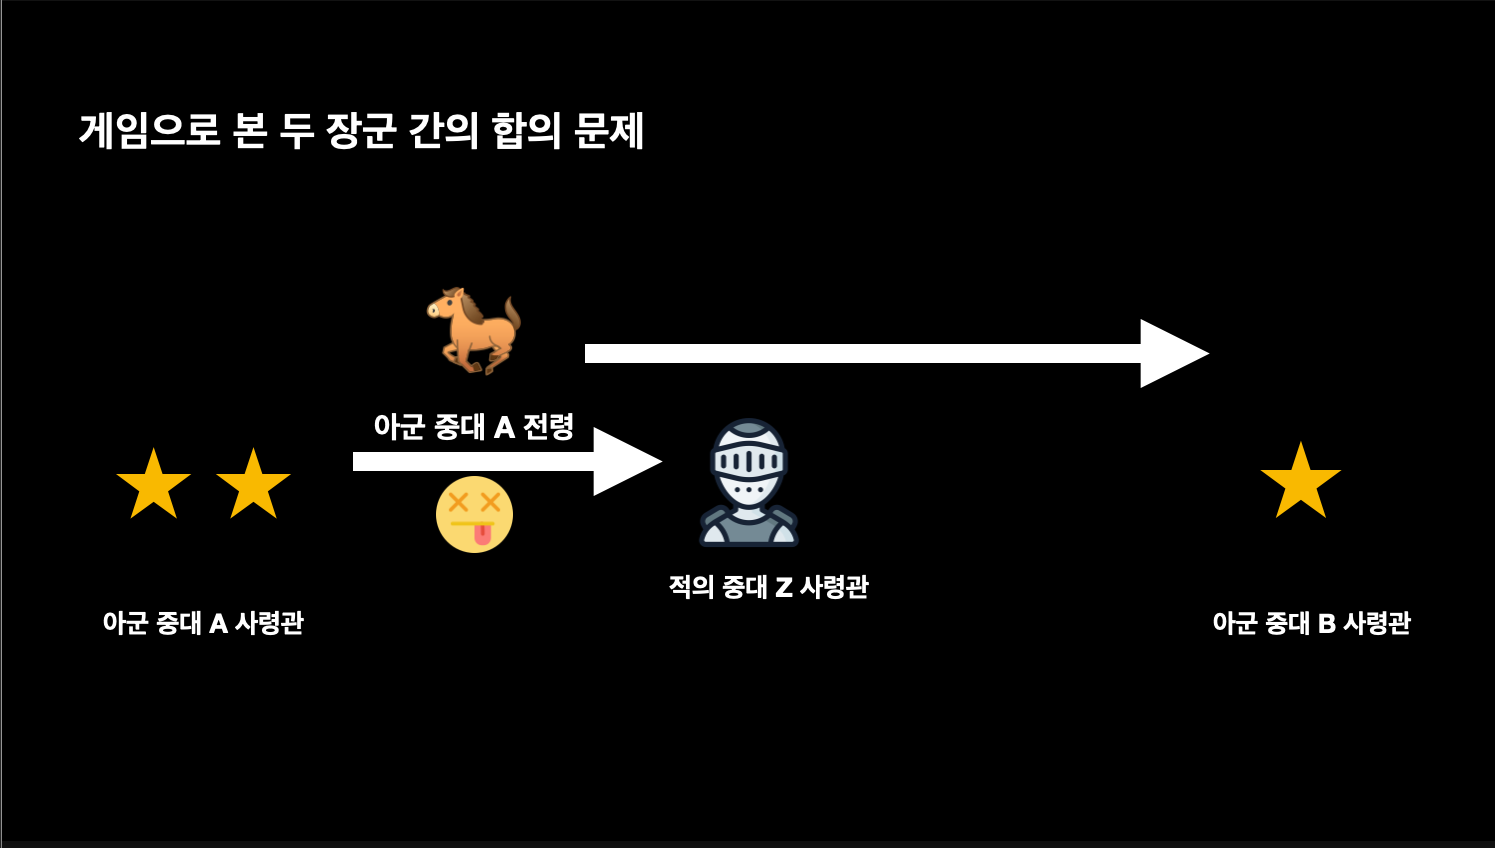 게임으로 본 두 장군 간의 합의 문제
아군 중대 A 전령
적의 중대 Z 사령관
아군 중대 A 사령관
아군 중대 B 사령관